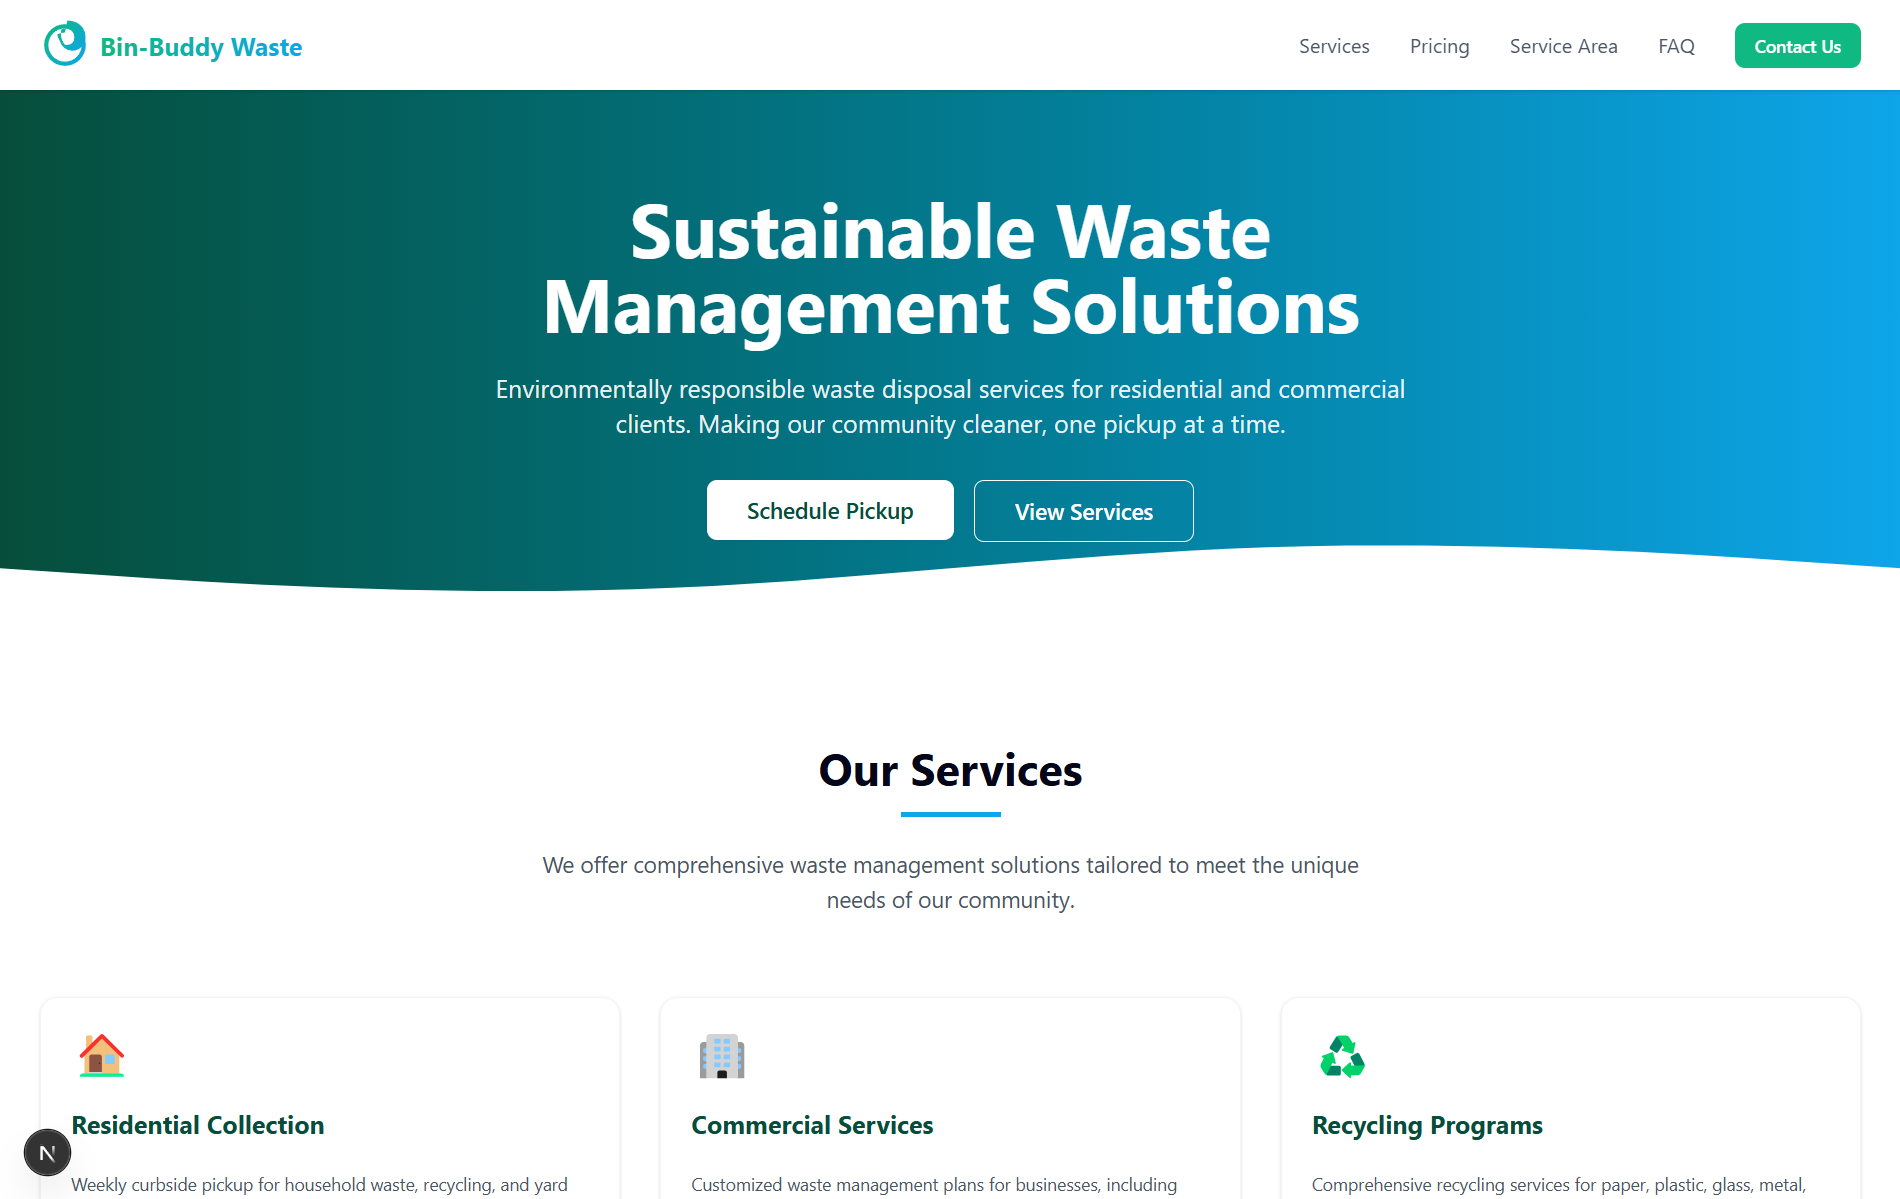 Bin-Buddy Waste
Services
Pricing
Service Area
FAQ
Contact Us
Sustainable Waste
Management Solutions
Environmentally responsible waste disposal services for residential and commercial
clients. Making our community cleaner, one pickup at a time.
Schedule Pickup
View Services
Our Services
We offer comprehensive waste management solutions tailored to meet the unique
needs of our community.
Residential Collection
Weekly curbside pickup for household waste, recycling, and yard
Commercial Services
Customized waste management plans for businesses, including
Recycling Programs
Comprehensive recycling services for paper, plastic, glass, metal,
N